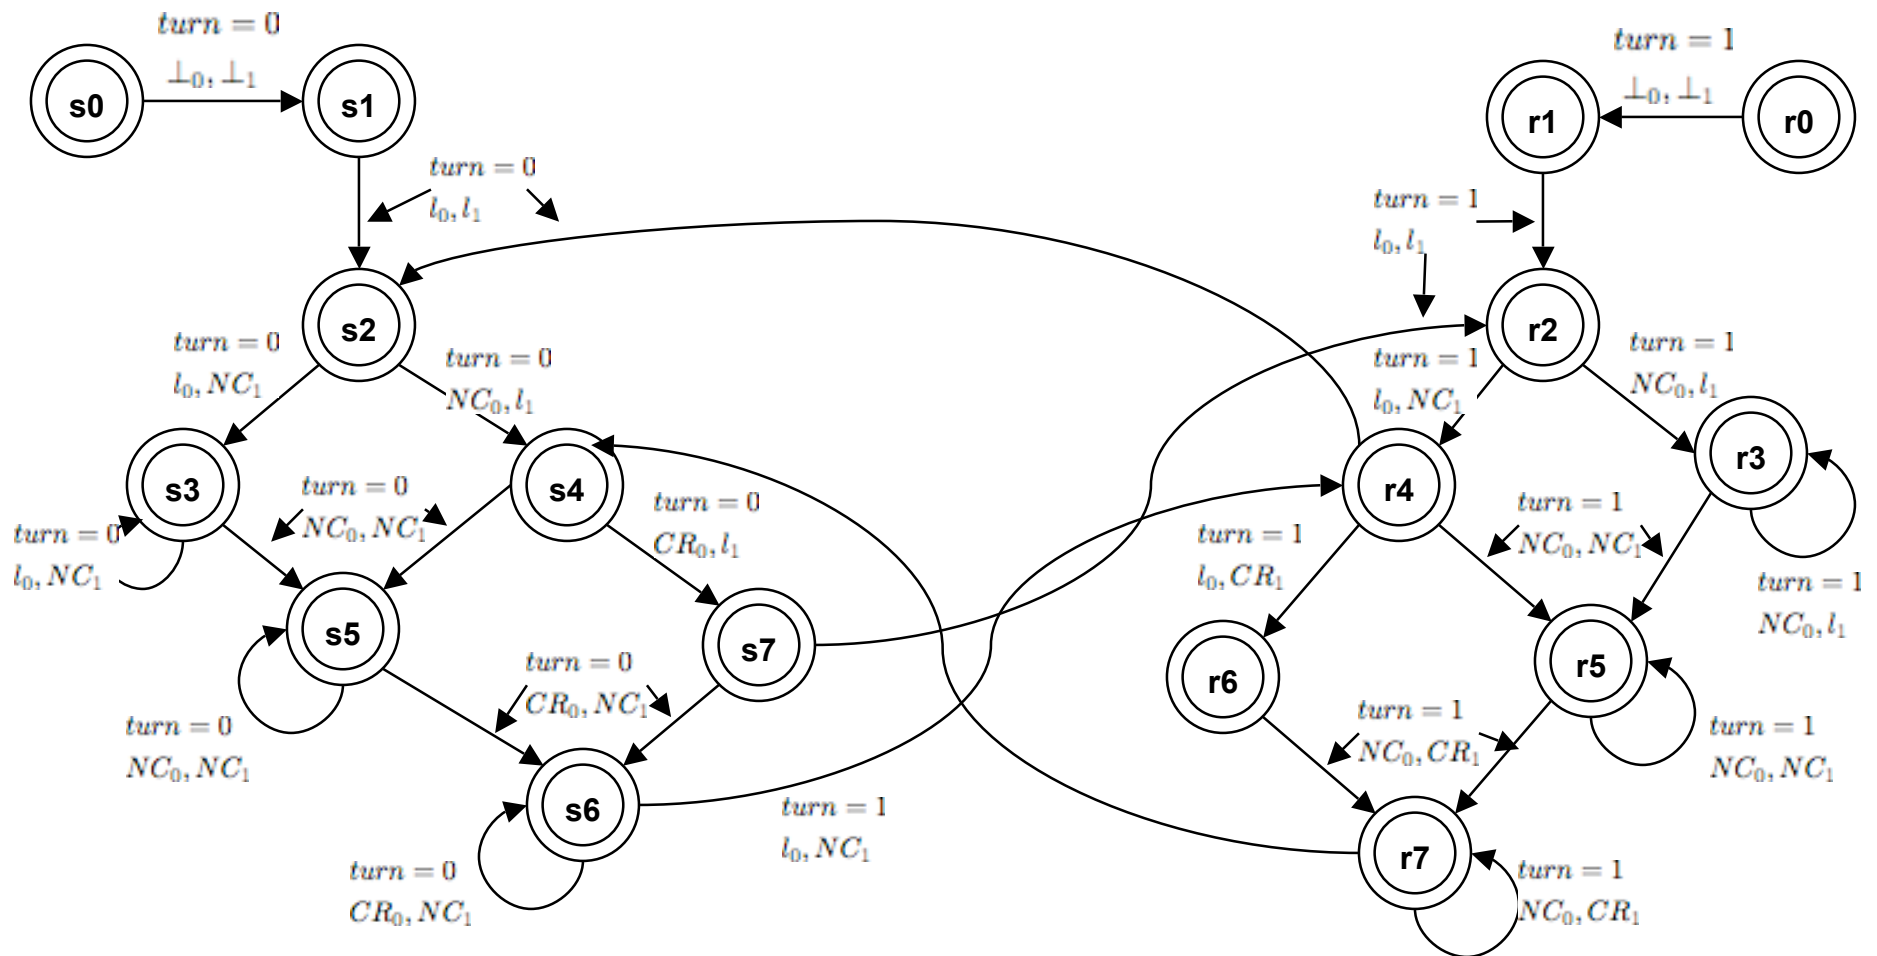 turn = 0
⊥₀, ⊥₁
s0
s1
turn = 1
⊥₀, ⊥₁
r1
r0
turn = 0
l₀, l₁
turn = 1
l₀, l₁
s2
r2
turn = 0
l₀, NC₁
turn = 0
NC₀, l₁
turn = 1
l₀, NC₁
turn = 1
NC₀, l₁
s3
s4
r4
r3
turn = 0
l₀, NC₁
turn = 0
NC₀, NC₁
turn = 0
CR₀, l₁
turn = 1
l₀, CR₁
turn = 1
NC₀, NC₁
turn = 1
NC₀, l₁
s5
s7
r6
r5
turn = 0
NC₀, NC₁
turn = 0
CR₀, NC₁
turn = 1
NC₀, CR₁
turn = 1
NC₀, NC₁
s6
turn = 1
l₀, NC₁
r7
turn = 0
CR₀, NC₁
turn = 1
NC₀, CR₁